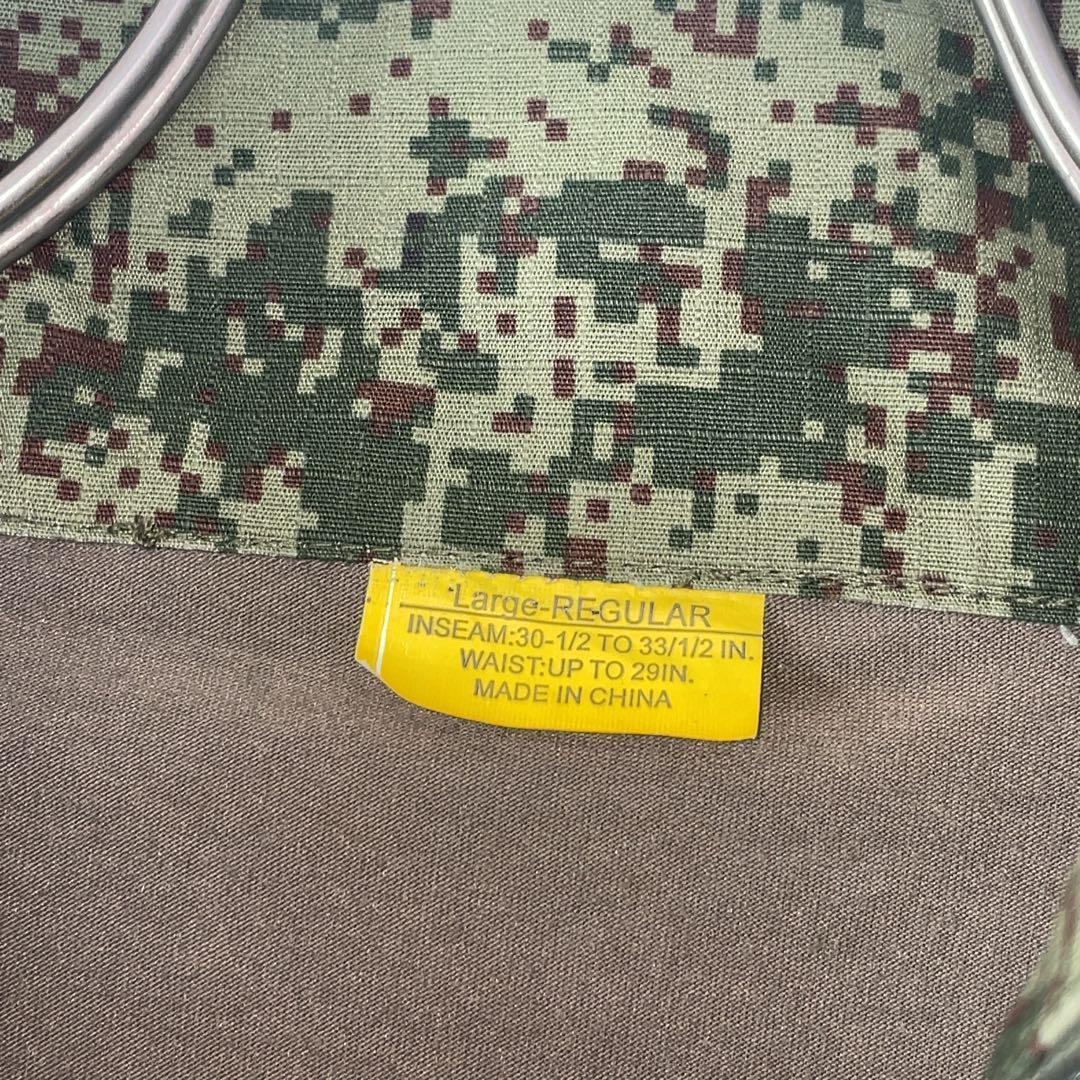 Large-REGULAR
INSEAM:30-1/2 TO 33/1/2 IN.
WAIST:UP TO 29IN.
MADE IN CHINA